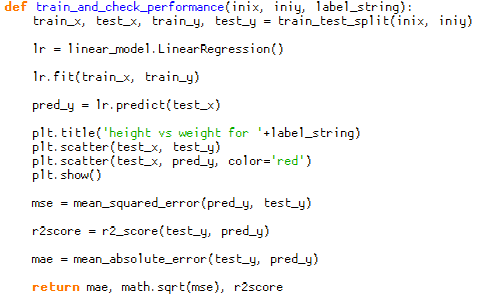 def train_and_check_performance(inix, iniy, label_string):
train_x, test_x, train_y, test_y = train_test_split(inix, iniy)
lr = linear_model.LinearRegression()
lr.fit(train_x, train_y)
pred_y = lr.predict(test_x)
plt.title('height vs weight for '+label_string)
plt.scatter(test_x, test_y)
plt.scatter(test_x, pred_y, color='red')
plt.show()
mse = mean_squared_error(pred_y, test_y)
r2score = r2_score(test_y, pred_y)
mae = mean_absolute_error(test_y, pred_y)
return mae, math.sqrt(mse), r2score